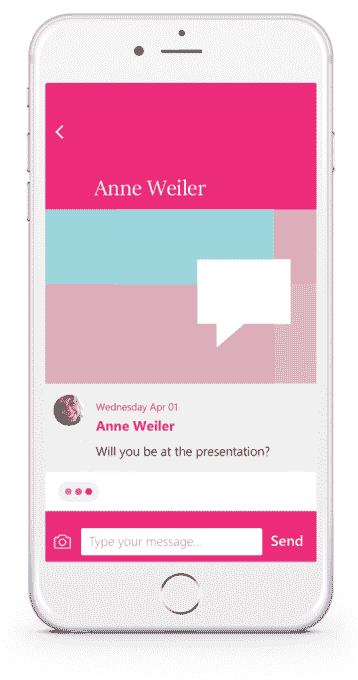 Anne Weiler
Wednesday Apr 01
Anne Weiler
Will you be at the presentation?
Type your message...
Send